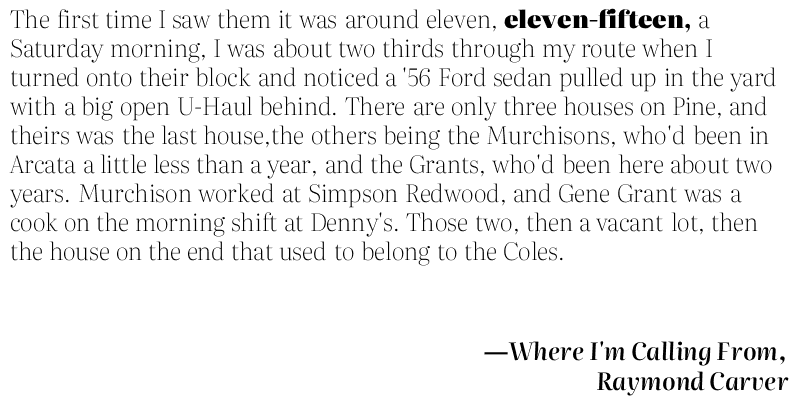 The first time I saw them it was around eleven, eleven-fifteen, a
Saturday morning, I was about two thirds through my route when I
turned onto their block and noticed a '56 Ford sedan pulled up in the yard
with a big open U-Haul behind. There are only three houses on Pine, and
theirs was the last house,the others being the Murchisons, who'd been in
Arcata a little less than a year, and the Grants, who'd been here about two
years. Murchison worked at Simpson Redwood, and Gene Grant was a
cook on the morning shift at Denny's. Those two, then a vacant lot, then
the house on the end that used to belong to the Coles.
—Where I'm Calling From,
Raymond Carver